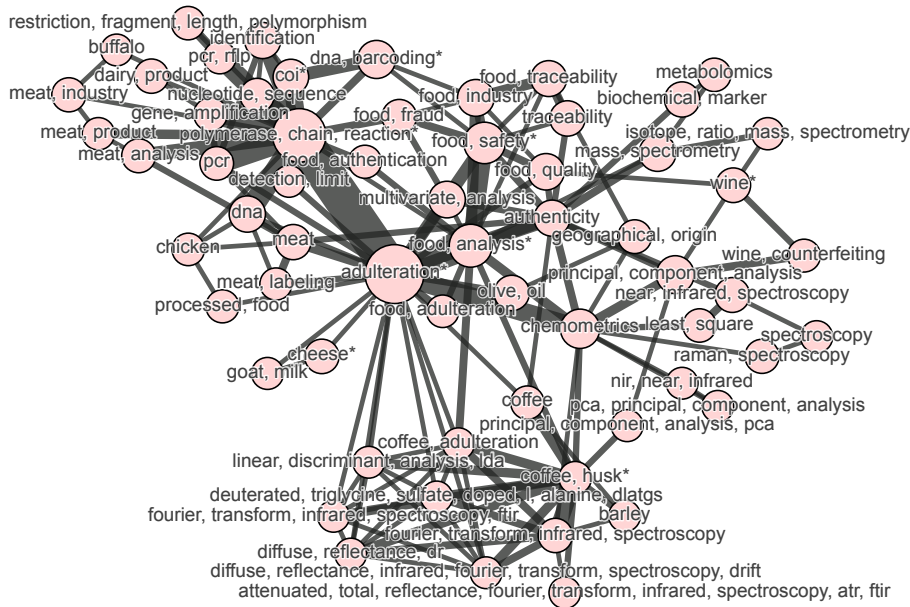 restriction, fragment, length, polymorphism
identification
buffalo
pcr, rflp
dna, barcoding*
dairy, product
coi*
food, traceability
metabolomics
meat, industry
nucleotide, sequence
food, industry
biochemical, marker
gene, amplification
food, fraud
traceability
meat, product
polymerase, chain, reaction*
food, safety*
isotope, ratio, mass, spectrometry
meat, analysis
pcr
food, authentication
mass, spectrometry
detection, limit
food, quality
wine*
multivariate, analysis
dna
authenticity
chicken
meat
food, analysis*
geographical, origin
wine, counterfeiting
adulteration*
principal, component, analysis
meat, labeling
olive, oil
near, infrared, spectroscopy
processed, food
food, adulteration
chemometrics
least, square
spectroscopy
cheese*
raman, spectroscopy
goat, milk
nir, near, infrared
coffee
pca, principal, component, analysis
principal, component, analysis, pca
coffee, adulteration
linear, discriminant, analysis, lda
coffee, husk*
deuterated, triglycine, sulfate, doped, l, alanine, dlatgs
fourier, transform, infrared, spectroscopy, ftir
barley
fourier, transform, infrared, spectroscopy
diffuse, reflectance, dr
diffuse, reflectance, infrared, fourier, transform, spectroscopy, drift
attenuated, total, reflectance, fourier, transform, infrared, spectroscopy, atr, ftir